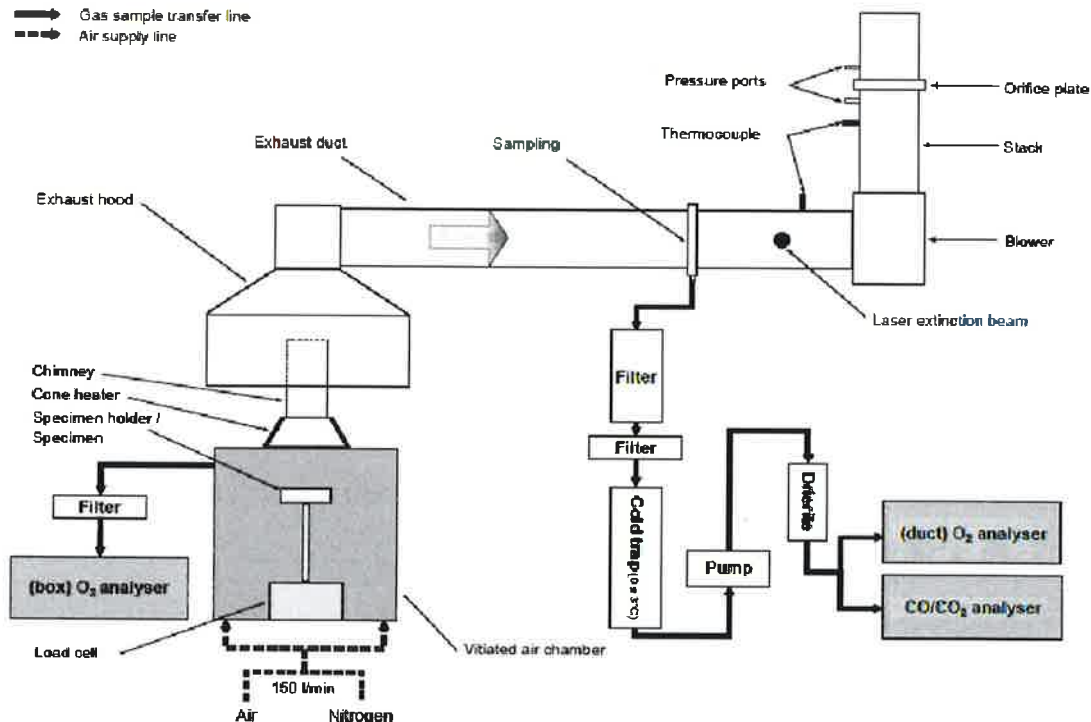 Gas sample transfer line
Air supply line
Pressure ports
Orifice plate
Thermocouple
Exhaust duct
Sampling
Stack
Exhaust hood
Blower
Laser extinction beam
Chimney
Cone heater
Specimen holder /
Specimen
Filter
Filter
Filter
Cold trap
Drierite
Pump
(duct) O₂ analyser
CO/CO₂ analyser
(box) O₂ analyser
Load cell
Vitiated air chamber
150 l/min
Air
Nitrogen